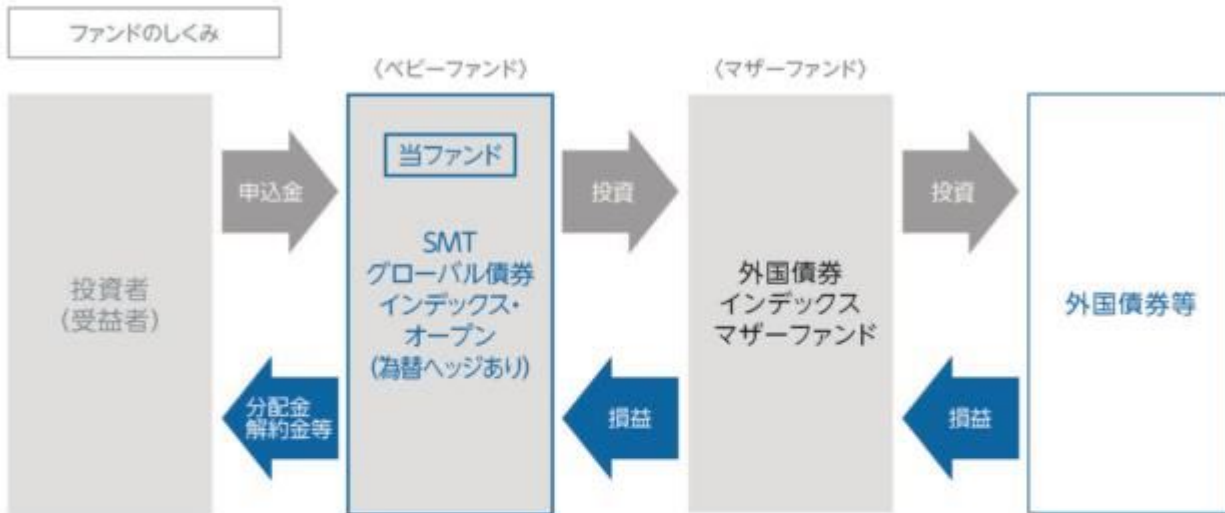 ファンドのしくみ
〈ベビーファンド〉
〈マザーファンド〉
投資者
(受益者)
申込金
分配金
解約金等
当ファンド
SMT
グローバル債券
インデックス・
オープン
(為替ヘッジあり)
投資
損益
外国債券
インデックス
マザーファンド
投資
損益
外国債券等